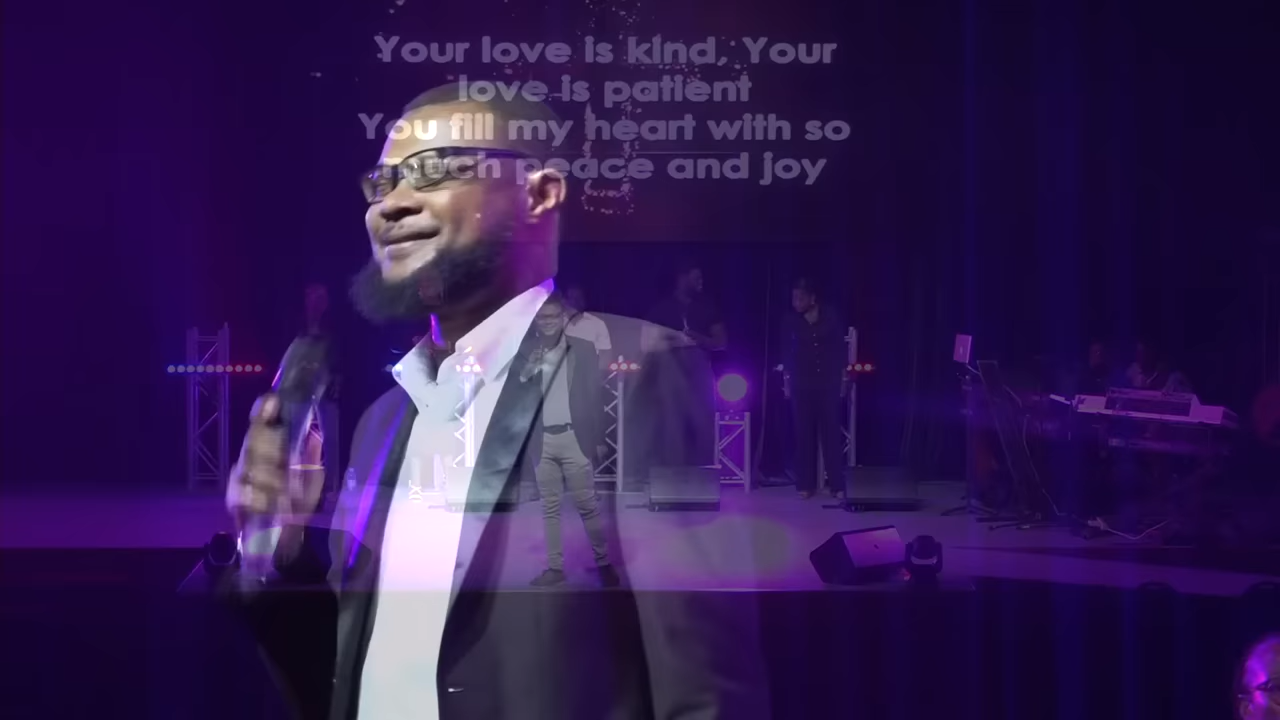 Your love is kind, Your
love is patient
You fill my heart with so
much peace and joy